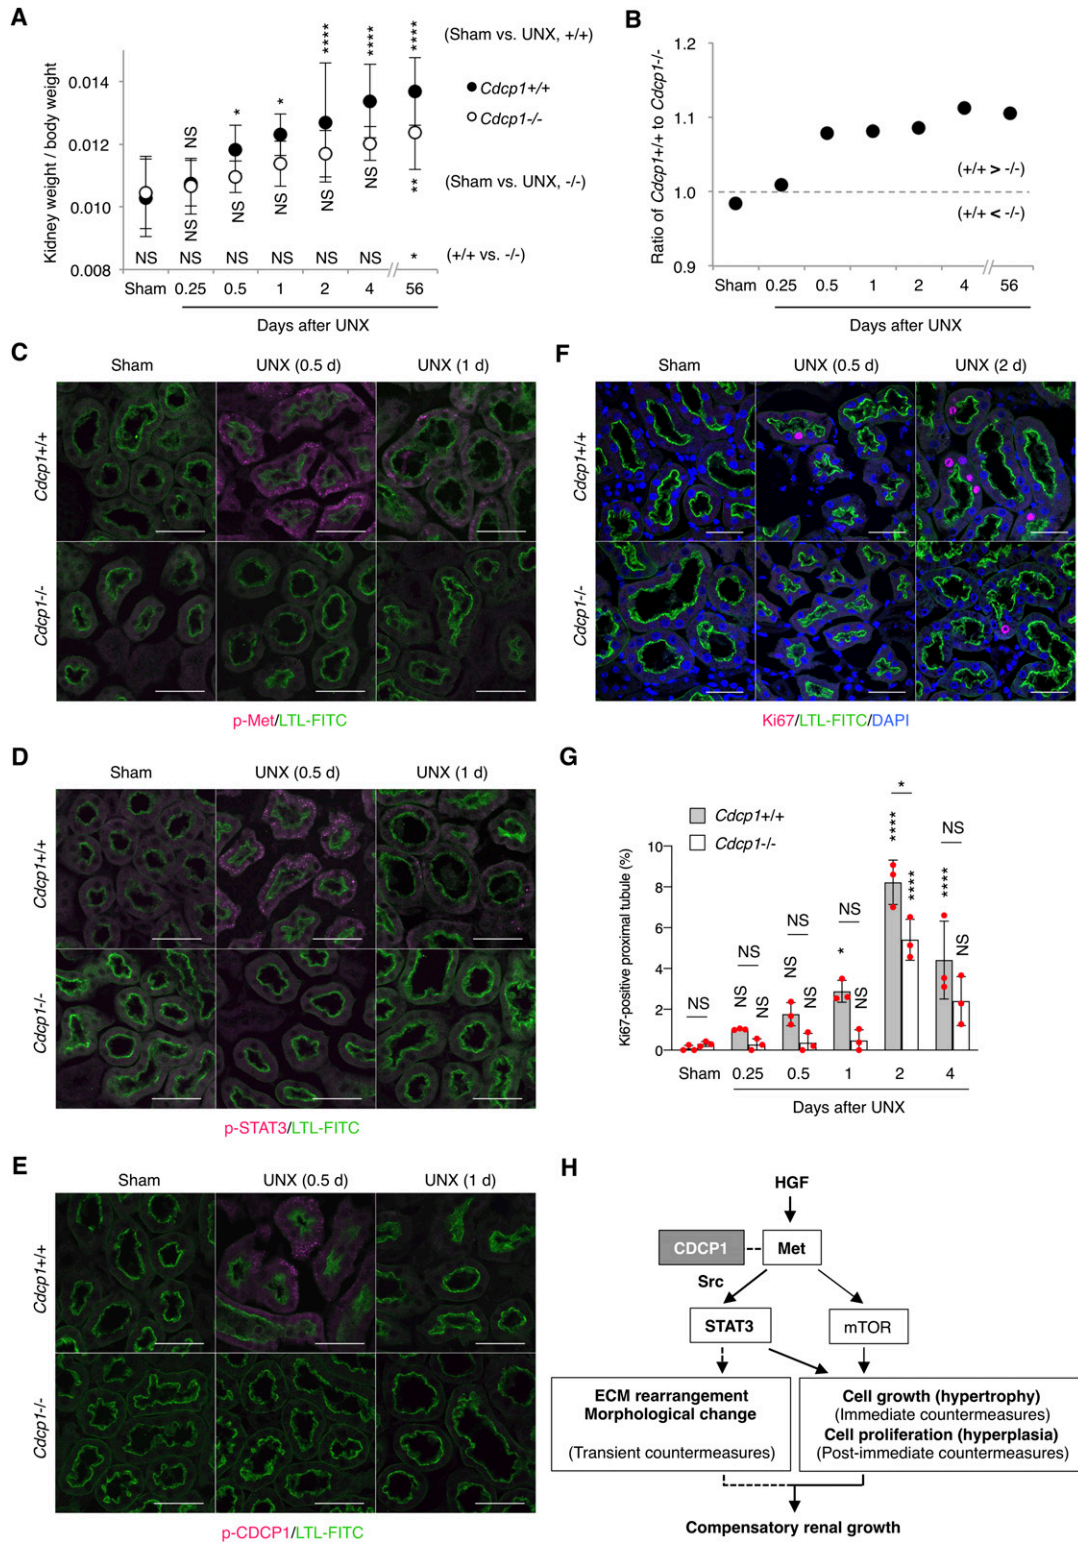 A
(Sham vs. UNX, +/+)
****
****
****
*
*
NS
NS
Kidney weight / body weight
0.014
0.012
0.010
0.008
Cdcp1+/+
Cdcp1-/-
(Sham vs. UNX, -/-)
NS
NS
NS
NS
NS
**
NS NS NS NS NS NS *
(+/+ vs. -/-)
Sham 0.25 0.5 1 2 4 56
Days after UNX
B
Ratio of Cdcp1+/+ to Cdcp1-/-
1.2
1.1
1.0
0.9
(+/+ > -/-)
(+/+ < -/-)
Sham 0.25 0.5 1 2 4 56
Days after UNX
C
Sham UNX (0.5 d) UNX (1 d)
Cdcp1+/+
Cdcp1-/-
p-Met/LTL-FITC
D
Sham UNX (0.5 d) UNX (1 d)
Cdcp1+/+
Cdcp1-/-
p-STAT3/LTL-FITC
E
Sham UNX (0.5 d) UNX (1 d)
Cdcp1+/+
Cdcp1-/-
p-CDCP1/LTL-FITC
F
Sham UNX (0.5 d) UNX (2 d)
Cdcp1+/+
Cdcp1-/-
Ki67/LTL-FITC/DAPI
G
Cdcp1+/+
Cdcp1-/-
Ki67-positive proximal tubule (%)
10
8
6
4
2
0
NS
NS
NS NS
NS
NS NS
NS
* NS
*
****
****
NS
****
NS
Sham 0.25 0.5 1 2 4
Days after UNX
H
HGF
CDCP1
Met
Src
STAT3
mTOR
ECM rearrangement
Morphological change
(Transient countermeasures)
Cell growth (hypertrophy)
(Immediate countermeasures)
Cell proliferation (hyperplasia)
(Post-immediate countermeasures)
Compensatory renal growth